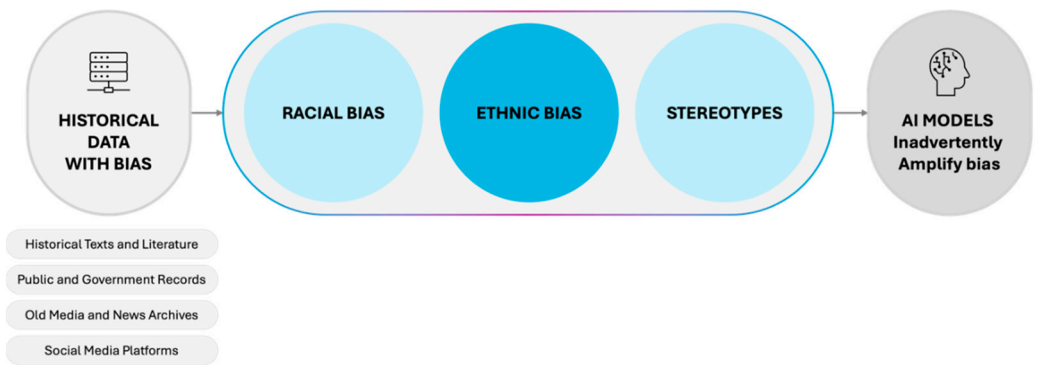 HISTORICAL
DATA
WITH BIAS
RACIAL BIAS
ETHNIC BIAS
STEREOTYPES
AI MODELS
Inadvertently
Amplify bias
Historical Texts and Literature
Public and Government Records
Old Media and News Archives
Social Media Platforms